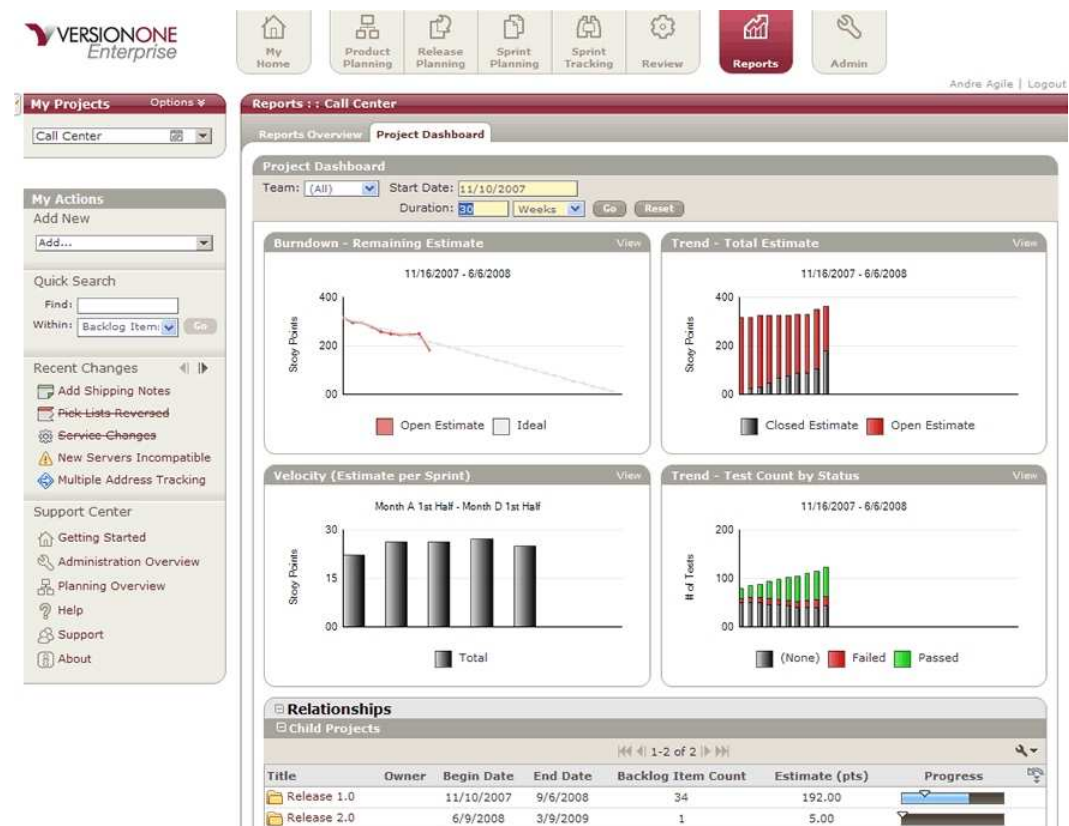 VERSIONONE
Enterprise
My Home
Product Planning
Release Planning
Sprint Planning
Sprint Tracking
Review
Reports
Admin
Andre Agile | Logout
My Projects Options
Call Center
My Actions
Add New
Add...
Quick Search
Find:
Within: Backlog Item: Go
Recent Changes
Add Shipping Notes
Pick Lists Reversed
Service Changes
New Servers Incompatible
Multiple Address Tracking
Support Center
Getting Started
Administration Overview
Planning Overview
Help
Support
About
Reports : : Call Center
Reports Overview Project Dashboard
Project Dashboard
Team: (All) Start Date: 11/10/2007
Duration: 30 Weeks Go Reset
Burndown - Remaining Estimate View
11/16/2007 - 6/6/2008
400
200
00
Story Points
Open Estimate Ideal
Trend - Total Estimate View
11/16/2007 - 6/6/2008
400
200
00
Story Points
Closed Estimate Open Estimate
Velocity (Estimate per Sprint) View
Month A 1st Half - Month D 1st Half
30
15
00
Story Points
Total
Trend - Test Count by Status View
11/16/2007 - 6/6/2008
200
100
00
# of Tests
(None) Failed Passed
Relationships
Child Projects
1-2 of 2
Title Owner Begin Date End Date Backlog Item Count Estimate (pts) Progress
Release 1.0 11/10/2007 9/6/2008 34 192.00
Release 2.0 6/9/2008 3/9/2009 1 5.00